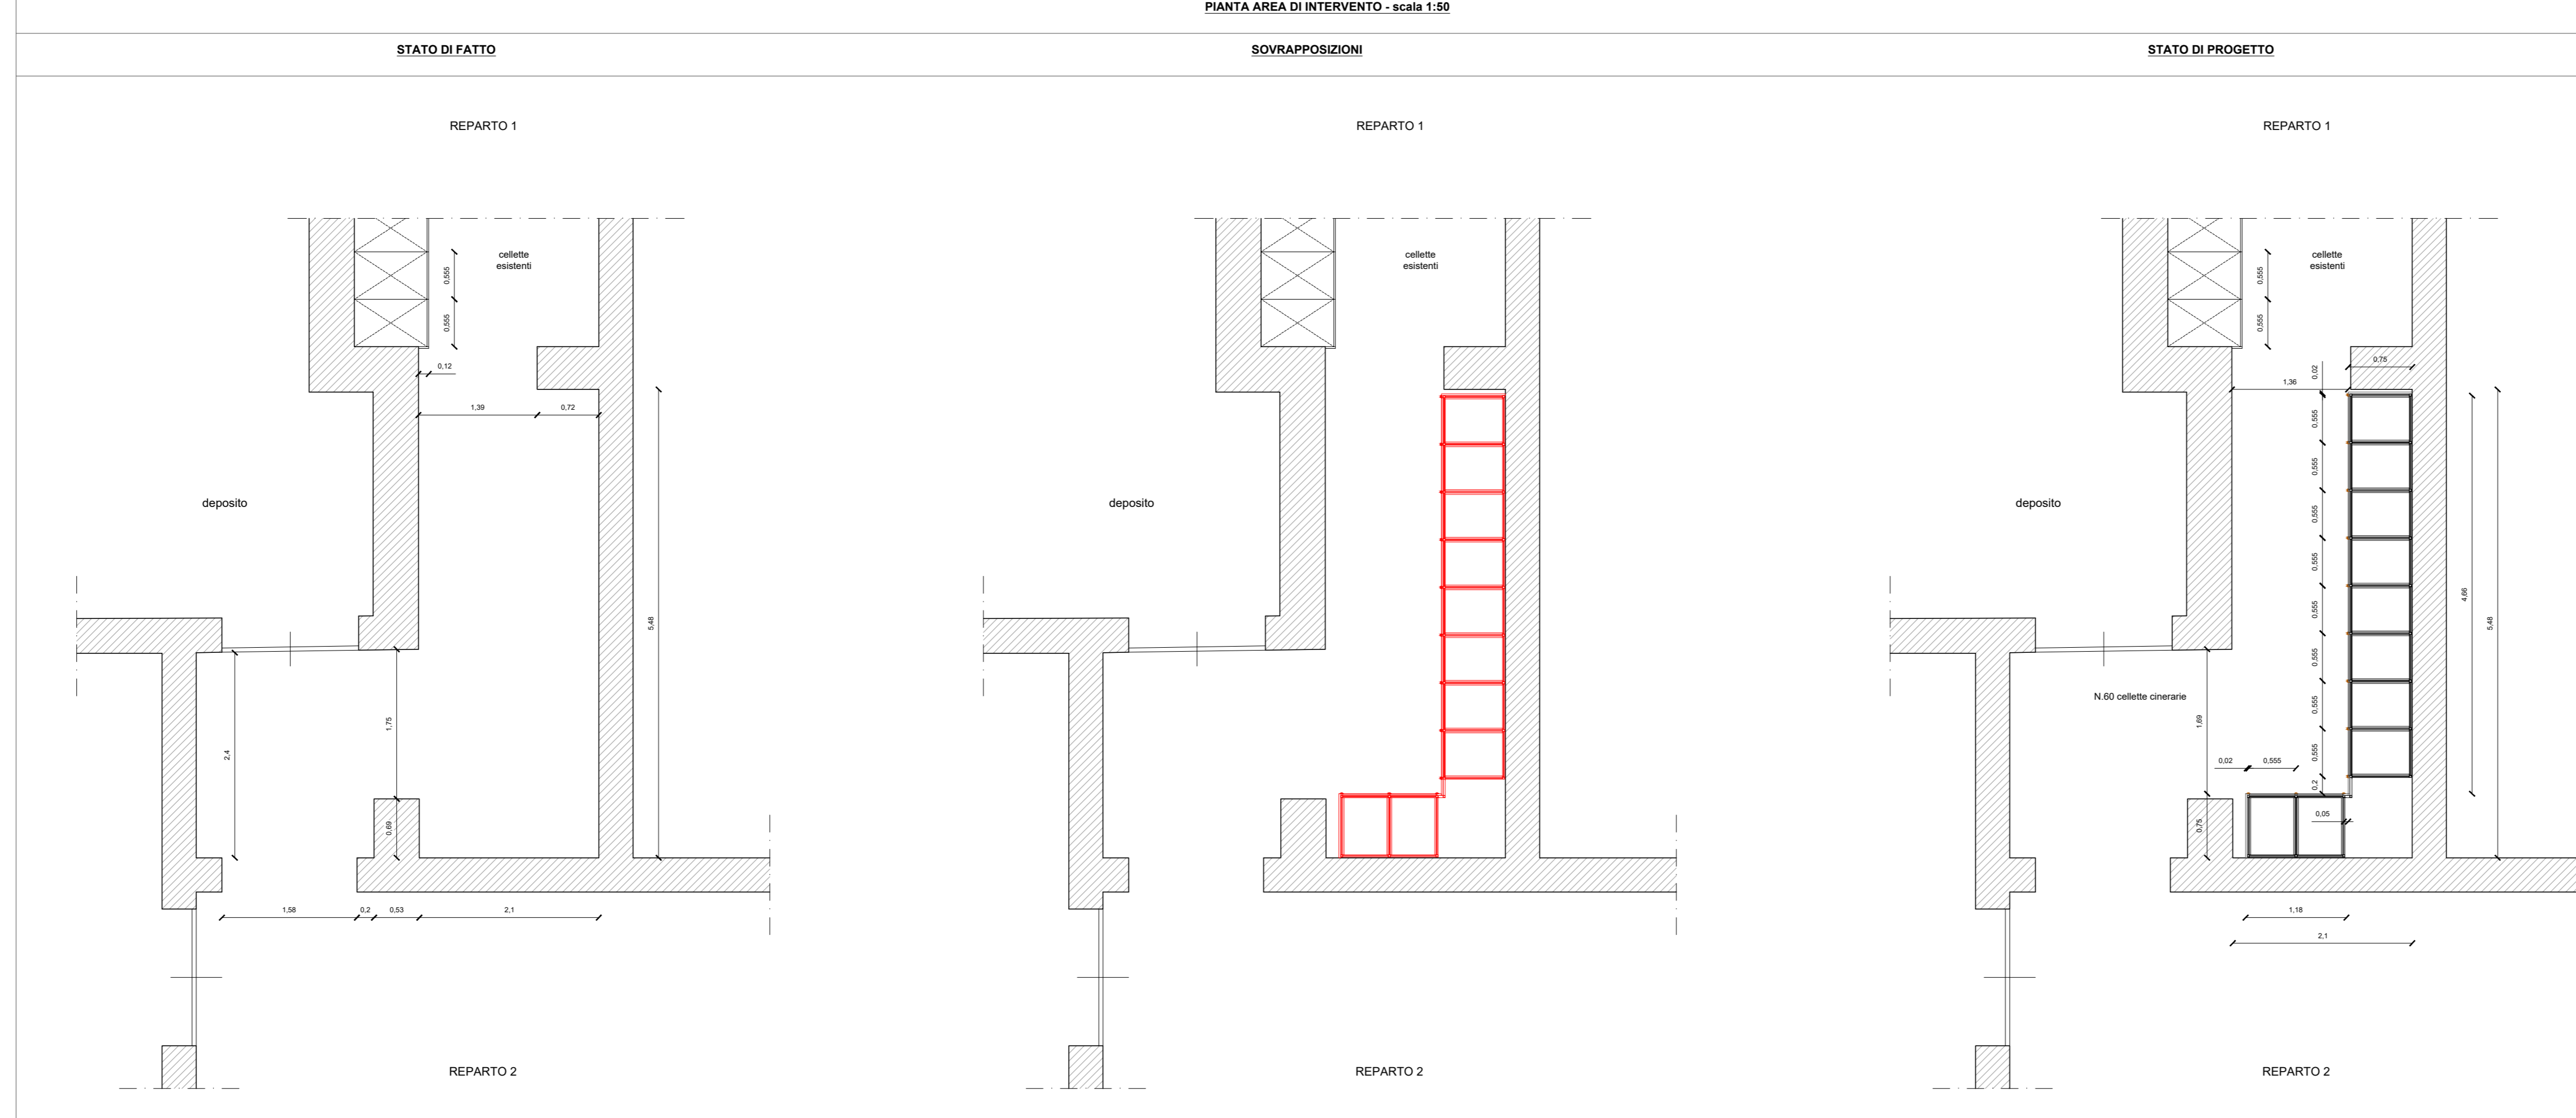 PIANTA AREA DI INTERVENTO - scala 1:50
STATO DI FATTO
SOVRAPPOSIZIONI
STATO DI PROGETTO
REPARTO 1
cellette
esistenti
0,555
0,555
0,12
1,39
0,72
deposito
5,48
2,4
1,75
0,69
1,58
0,2
0,53
2,1
REPARTO 2
REPARTO 1
cellette
esistenti
deposito
REPARTO 2
REPARTO 1
cellette
esistenti
0,555
0,555
0,75
0,02
1,36
0,555
0,555
0,555
0,555
0,555
0,555
0,555
0,555
0,2
deposito
4,66
5,48
N.60 cellette cinerarie
1,69
0,02
0,555
0,05
0,75
1,18
2,1
REPARTO 2